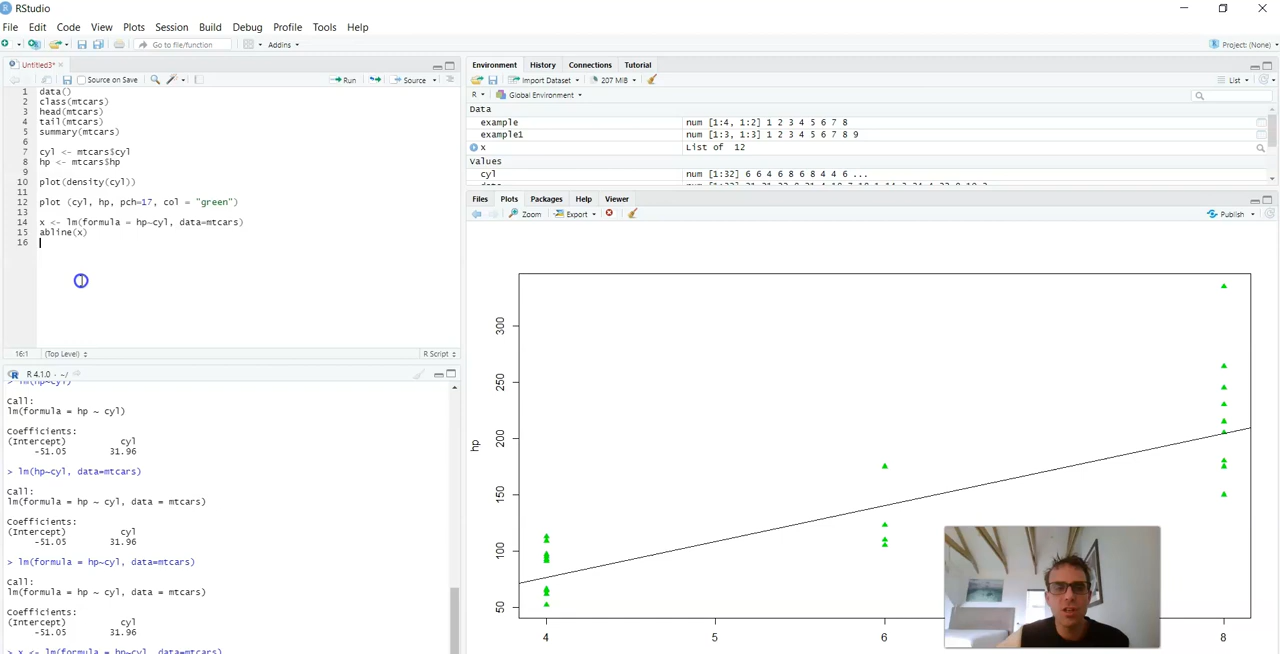 RStudio
File Edit Code View Plots Session Build Debug Profile Tools Help
Go to file/function Addins Project: (None)
Untitled3*
Source on Save Run Source
1 data()
2 class(mtcars)
3 head(mtcars)
4 tail(mtcars)
5 summary(mtcars)
6
7 cyl <- mtcars$cyl
8 hp <- mtcars$hp
9
10 plot(density(cyl))
11
12 plot (cyl, hp, pch=17, col = "green")
13
14 x <- lm(formula = hp~cyl, data=mtcars)
15 abline(x)
16
16:1 (Top Level) R Script
R 4.1.0 · ~/
> lm(hp~cyl)
Call:
lm(formula = hp ~ cyl)
Coefficients:
(Intercept) cyl
-51.05 31.96
> lm(hp~cyl, data=mtcars)
Call:
lm(formula = hp ~ cyl, data = mtcars)
Coefficients:
(Intercept) cyl
-51.05 31.96
> lm(formula = hp~cyl, data=mtcars)
Call:
lm(formula = hp ~ cyl, data = mtcars)
Coefficients:
(Intercept) cyl
-51.05 31.96
> x <- lm(formula = hp~cyl, data=mtcars)
Environment History Connections Tutorial
Import Dataset 207 MiB List
R Global Environment
Data
example num [1:4, 1:2] 1 2 3 4 5 6 7 8
example1 num [1:3, 1:3] 1 2 3 4 5 6 7 8 9
x List of 12
Values
cyl num [1:32] 6 6 4 6 8 6 8 4 4 6 ...
Files Plots Packages Help Viewer
Zoom Export Publish
hp
300
250
200
150
100
50
4 5 6 8